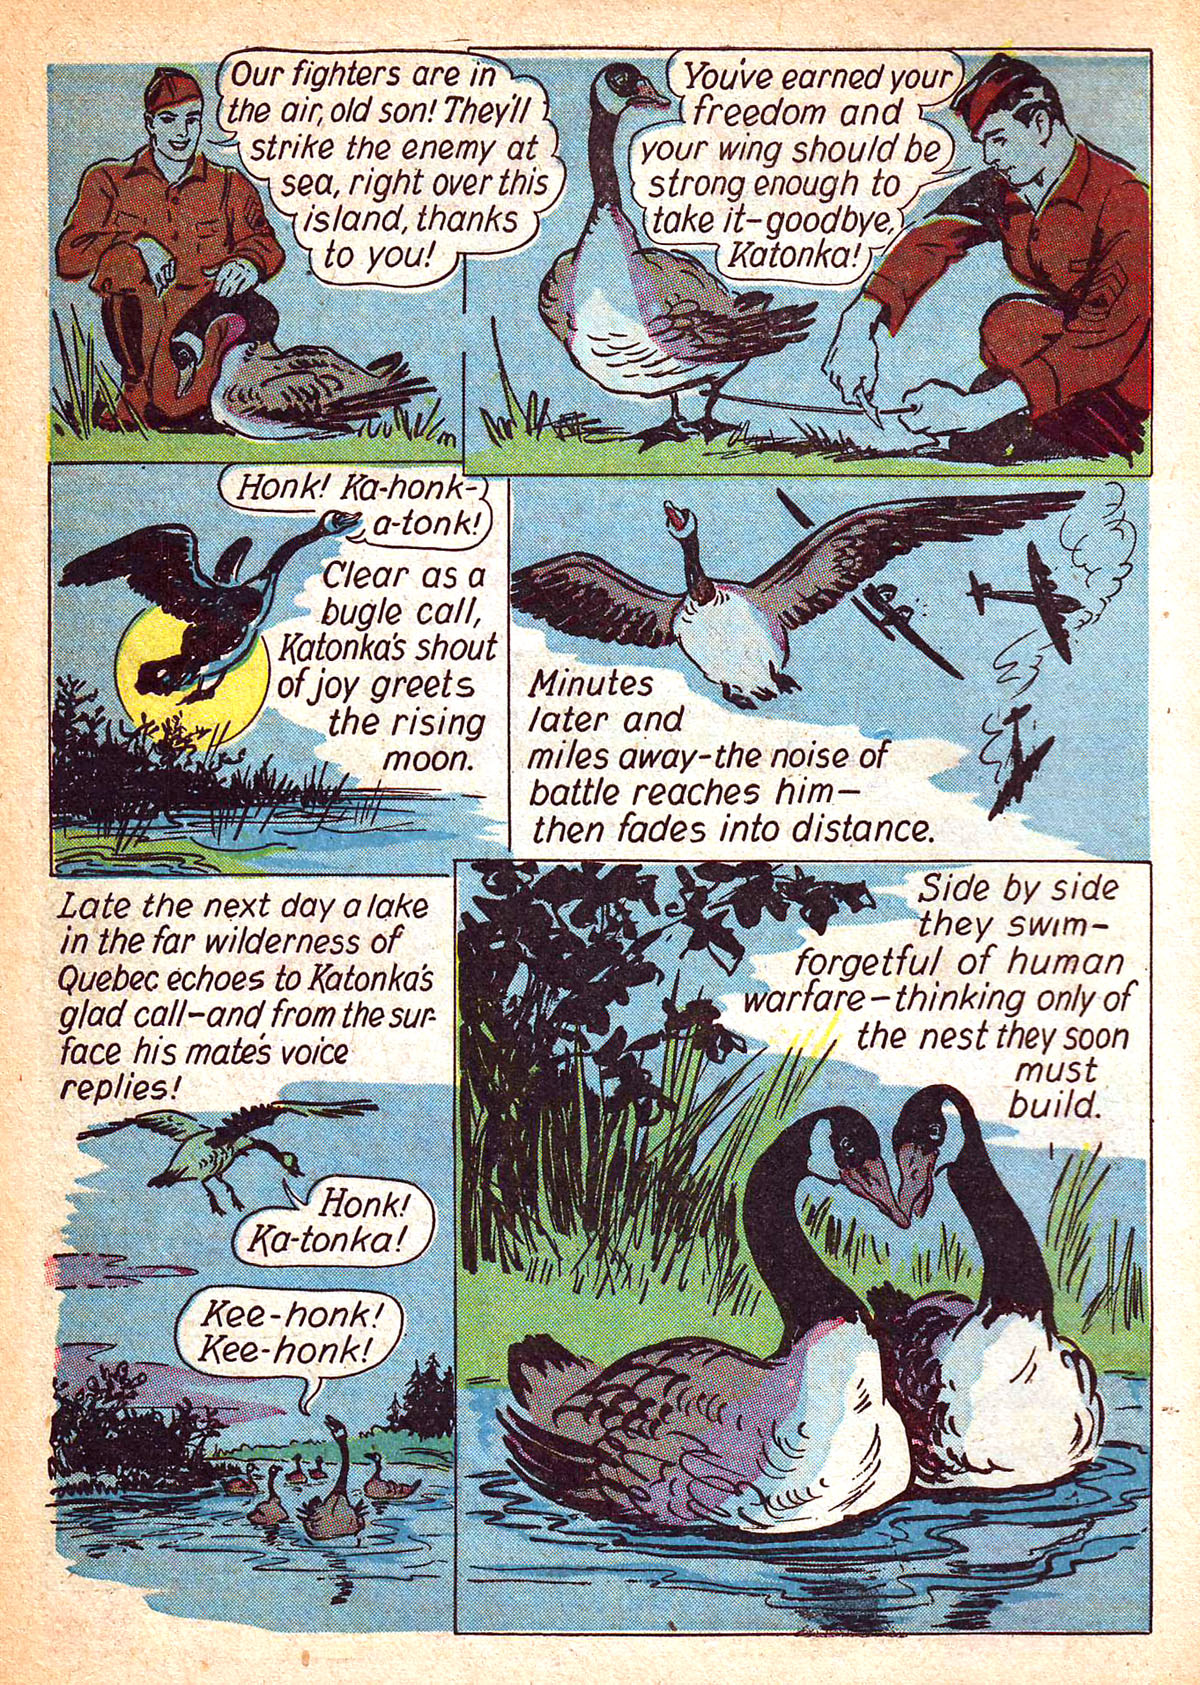 Our fighters are in
the air, old son! They'll
strike the enemy at
sea, right over this
island, thanks
to you!
You've earned your
freedom and
your wing should be
strong enough to
take it-goodbye,
Katonka!
Honk! Ka-honk-
a-tonk!
Clear as a
bugle call,
Katonka's shout
of joy greets
the rising
moon.
Minutes
later and
miles away-the noise of
battle reaches him-
then fades into distance.
Late the next day a lake
in the far wilderness of
Quebec echoes to Katonka's
glad call-and from the sur-
face his mate's voice
replies!
Honk!
Ka-tonka!
Kee-honk!
Kee-honk!
Side by side
they swim-
forgetful of human
warfare-thinking only of
the nest they soon
must
build.